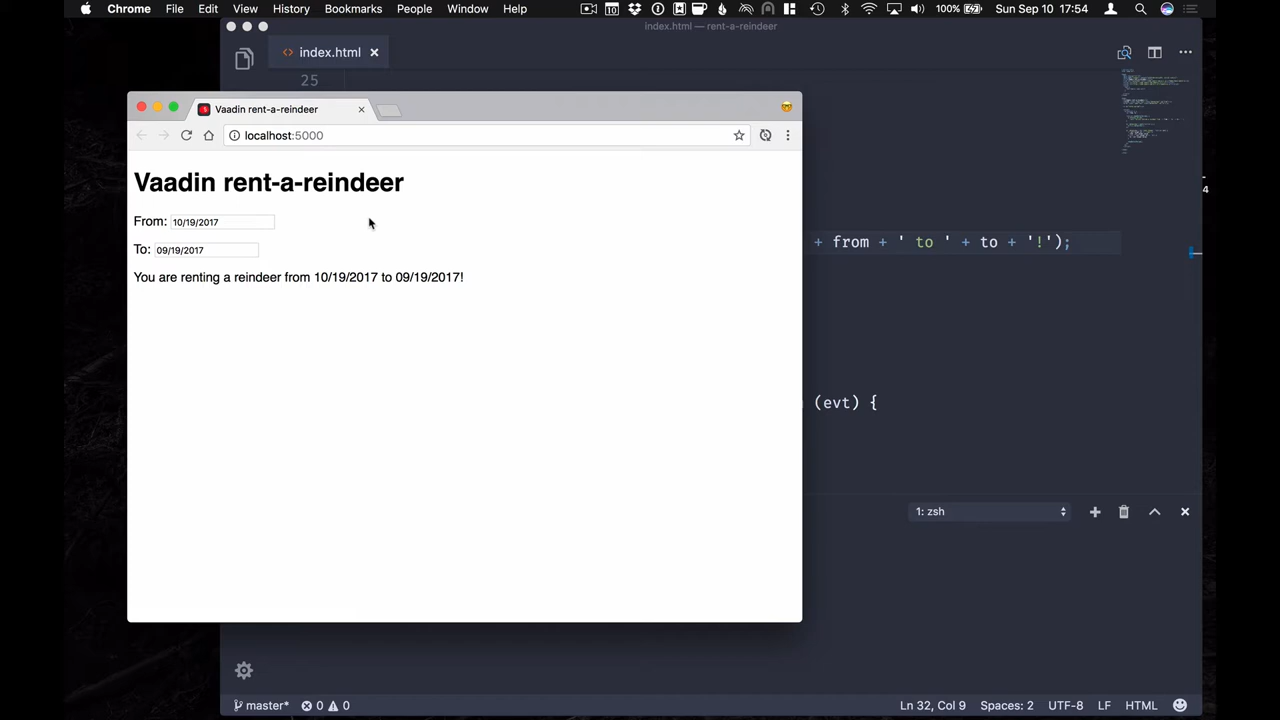 Chrome File Edit View History Bookmarks People Window Help 100% Sun Sep 10 17:54
index.html — rent-a-reindeer
index.html
25
Vaadin rent-a-reindeer
localhost:5000
Vaadin rent-a-reindeer
From: 10/19/2017
+ from + ' to ' + to + '!');
To: 09/19/2017
You are renting a reindeer from 10/19/2017 to 09/19/2017!
(evt) {
1: zsh
master* 0 0 Ln 32, Col 9 Spaces: 2 UTF-8 LF HTML